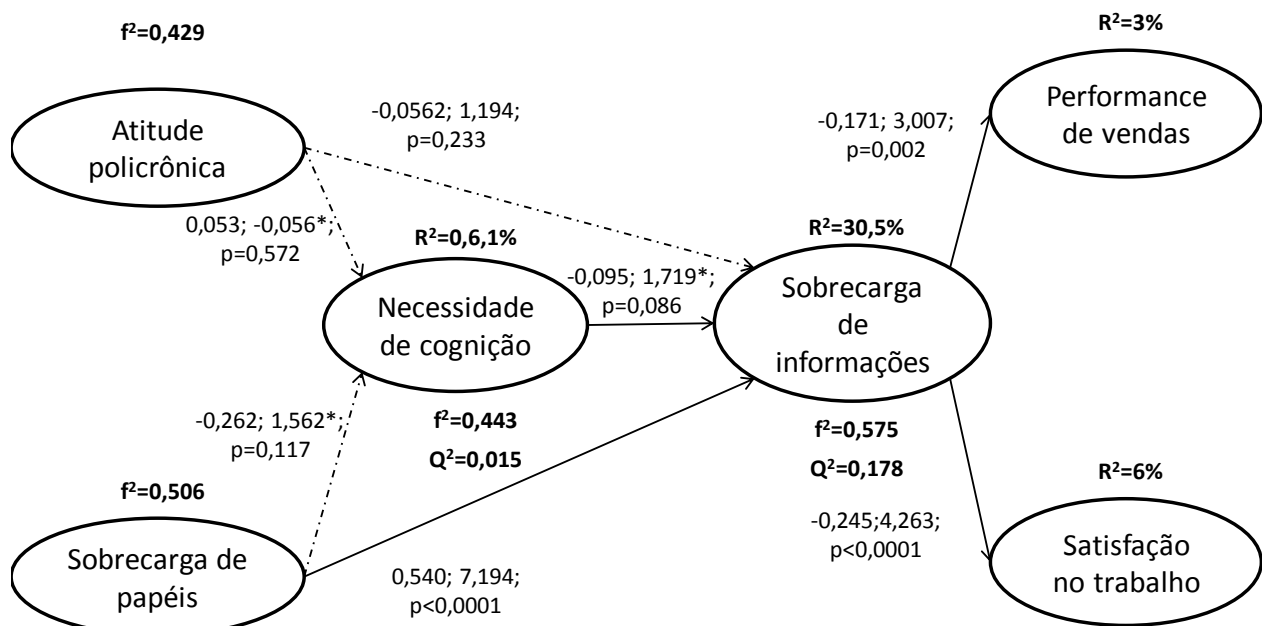 f²=0,429
Atitude
policrônica
-0,0562; 1,194;
p=0,233
0,053; -0,056*;
p=0,572
R²=0,6,1%
Necessidade
de cognição
f²=0,443
Q²=0,015
-0,095; 1,719*;
p=0,086
-0,262; 1,562*;
p=0,117
f²=0,506
Sobrecarga de
papéis
0,540; 7,194;
p<0,0001
R²=30,5%
Sobrecarga
de
informações
f²=0,575
Q²=0,178
-0,171; 3,007;
p=0,002
R²=3%
Performance
de vendas
-0,245;4,263;
p<0,0001
R²=6%
Satisfação
no trabalho